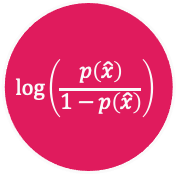 log(p(x̂)/(1 − p(x̂)))